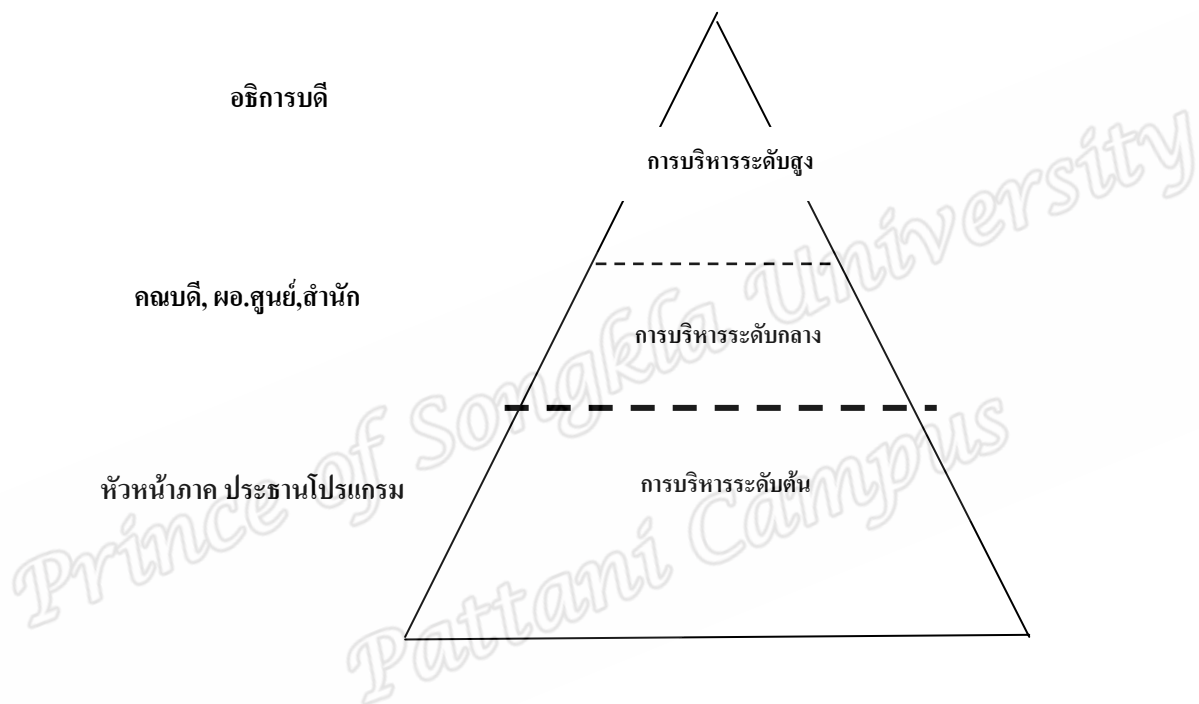 อธิการบดี
การบริหารระดับสูง
คณบดี, ผอ.ศูนย์,สำนัก
การบริหารระดับกลาง
หัวหน้าภาค ประธานโปรแกรม
การบริหารระดับต้น
Prince of Songkla University
Pattani Campus